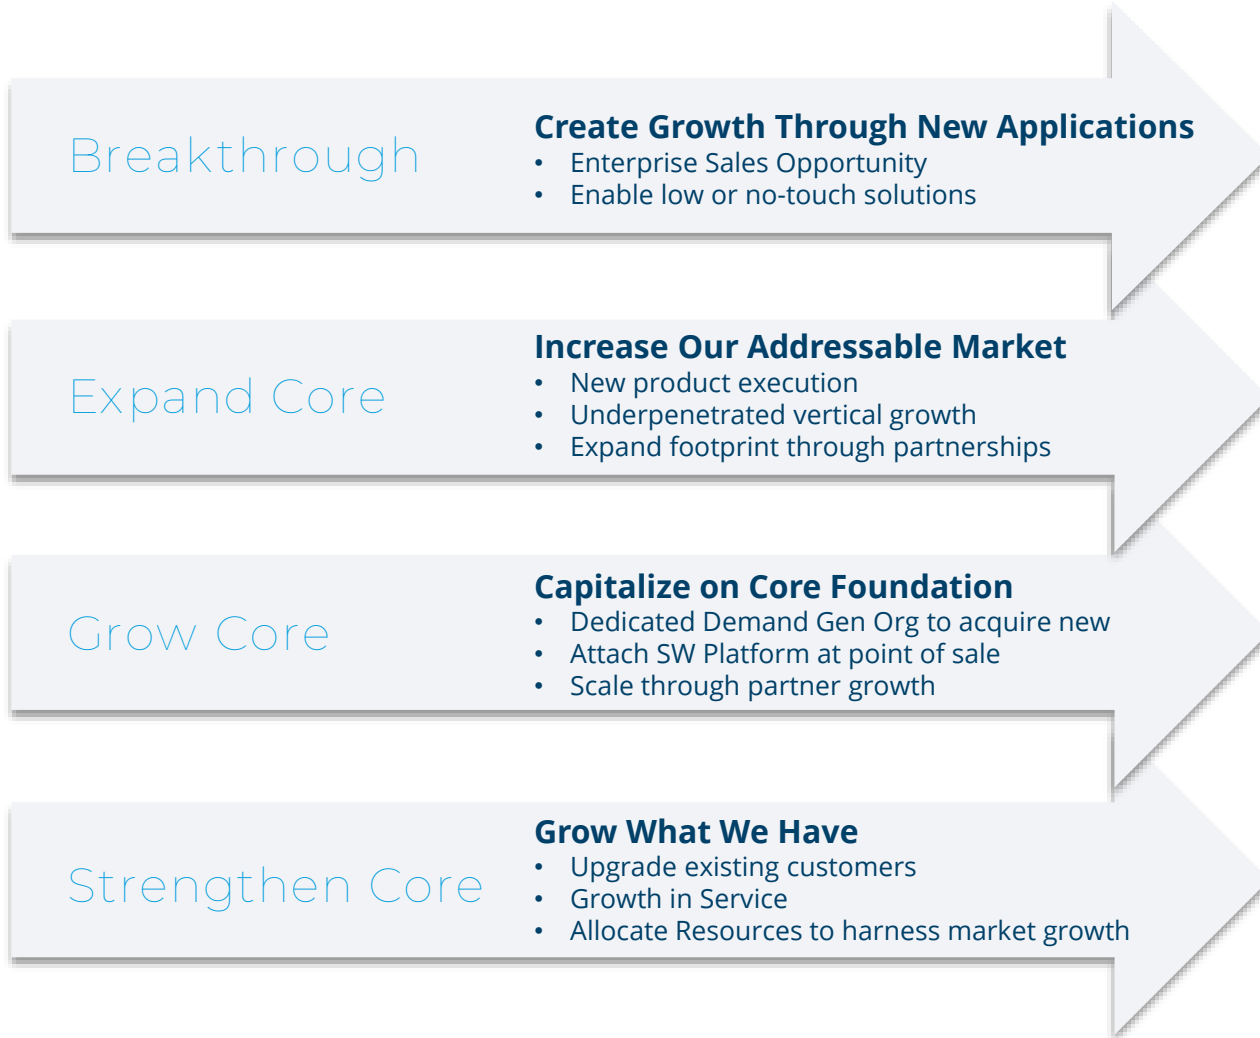 Breakthrough
Create Growth Through New Applications
• Enterprise Sales Opportunity
• Enable low or no-touch solutions
Expand Core
Increase Our Addressable Market
• New product execution
• Underpenetrated vertical growth
• Expand footprint through partnerships
Grow Core
Capitalize on Core Foundation
• Dedicated Demand Gen Org to acquire new
• Attach SW Platform at point of sale
• Scale through partner growth
Strengthen Core
Grow What We Have
• Upgrade existing customers
• Growth in Service
• Allocate Resources to harness market growth